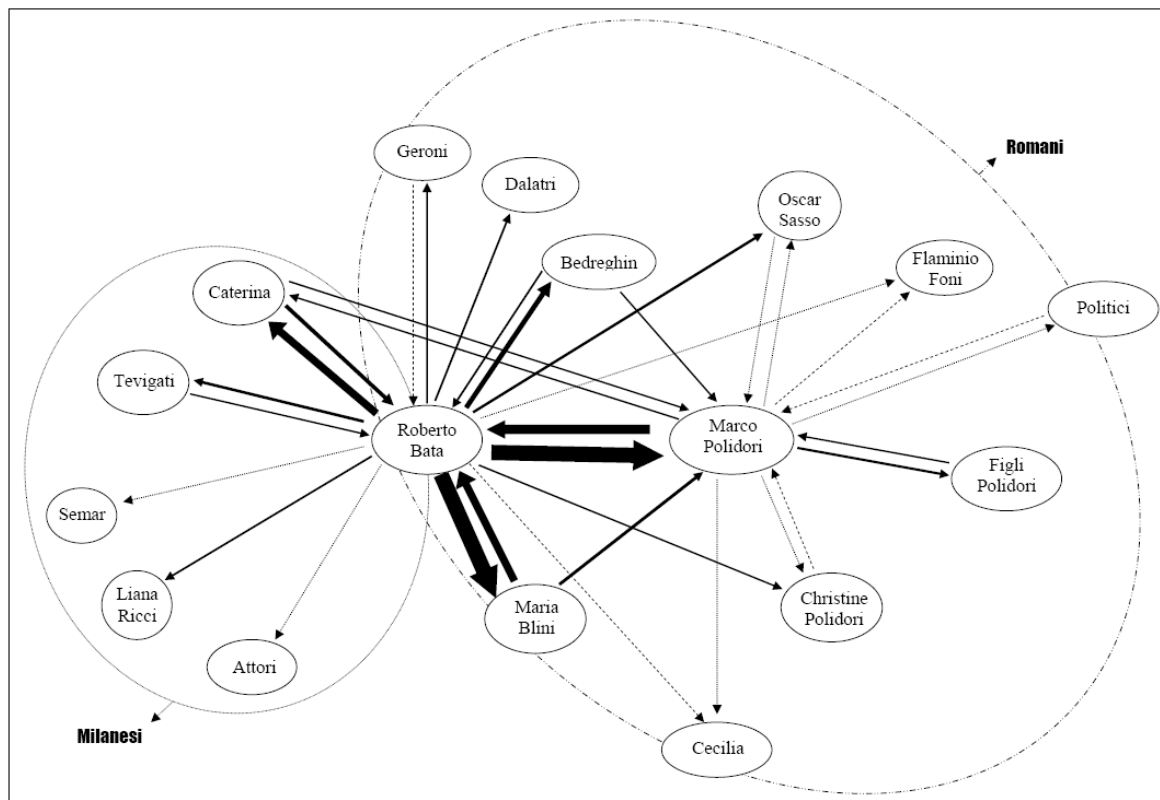 Romani
Geroni
Dalatri
Oscar
Sasso
Bedreghin
Flaminio
Foni
Caterina
Politici
Tevigati
Roberto
Bata
Marco
Polidori
Figli
Polidori
Semar
Liana
Ricci
Maria
Blini
Christine
Polidori
Attori
Milanesi
Cecilia